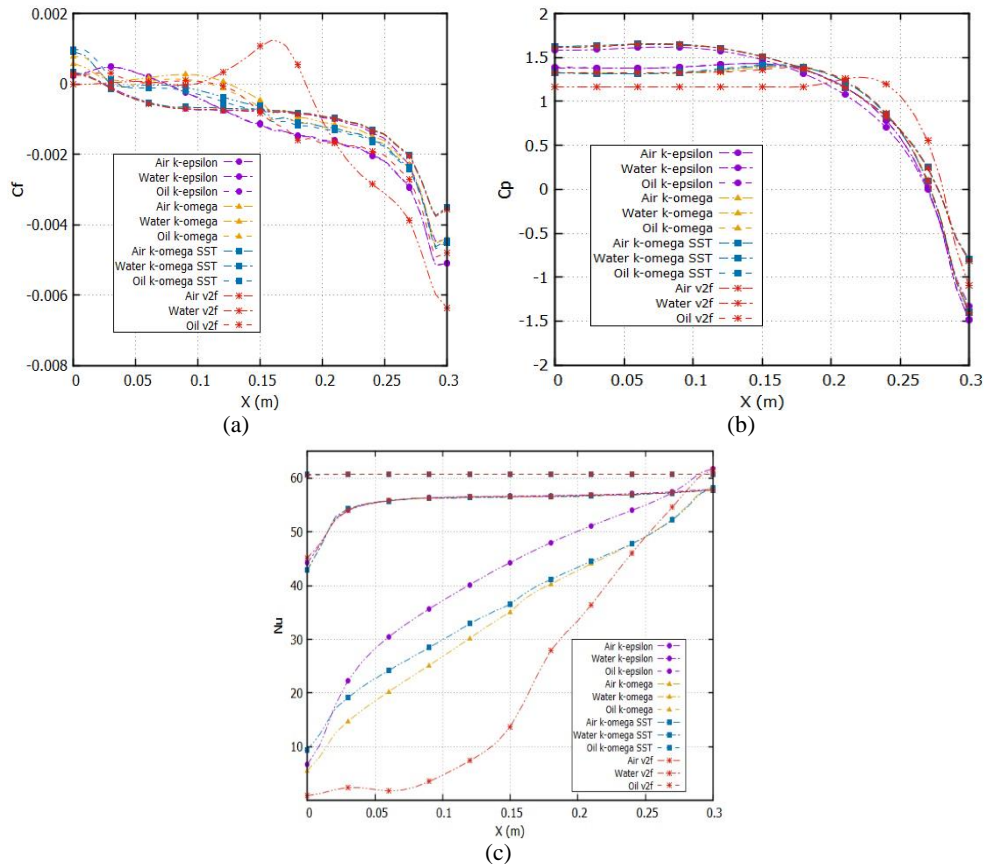 0.002
0
-0.002
-0.004
-0.006
-0.008
Cf
Air k-epsilon
Water k-epsilon
Oil k-epsilon
Air k-omega
Water k-omega
Oil k-omega
Air k-omega SST
Water k-omega SST
Oil k-omega SST
Air v2f
Water v2f
Oil v2f
0 0.05 0.1 0.15 0.2 0.25 0.3
X (m)
(a)
2
1.5
1
0.5
0
-0.5
-1
-1.5
-2
Cp
Air k-epsilon
Water k-epsilon
Oil k-epsilon
Air k-omega
Water k-omega
Oil k-omega
Air k-omega SST
Water k-omega SST
Oil k-omega SST
Air v2f
Water v2f
Oil v2f
0 0.05 0.1 0.15 0.2 0.25 0.3
X (m)
(b)
60
50
40
30
20
10
Nu
Air k-epsilon
Water k-epsilon
Oil k-epsilon
Air k-omega
Water k-omega
Oil k-omega
Air k-omega SST
Water k-omega SST
Oil k-omega SST
Air v2f
Water v2f
Oil v2f
0 0.05 0.1 0.15 0.2 0.25 0.3
X (m)
(c)